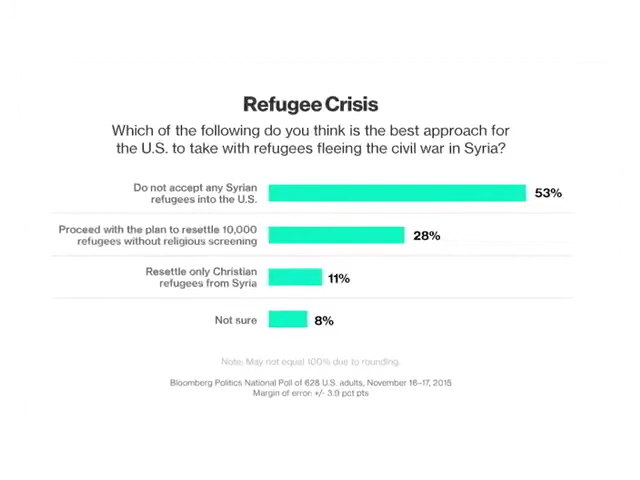 Refugee Crisis
Which of the following do you think is the best approach for
the U.S. to take with refugees fleeing the civil war in Syria?
Do not accept any Syrian
refugees into the U.S.
53%
Proceed with the plan to resettle 10,000
refugees without religious screening
28%
Resettle only Christian
refugees from Syria
11%
Not sure
8%
Note: May not equal 100% due to rounding.
Bloomberg Politics National Poll of 628 U.S. adults, November 16–17, 2015
Margin of error: +/- 3.9 pct pts